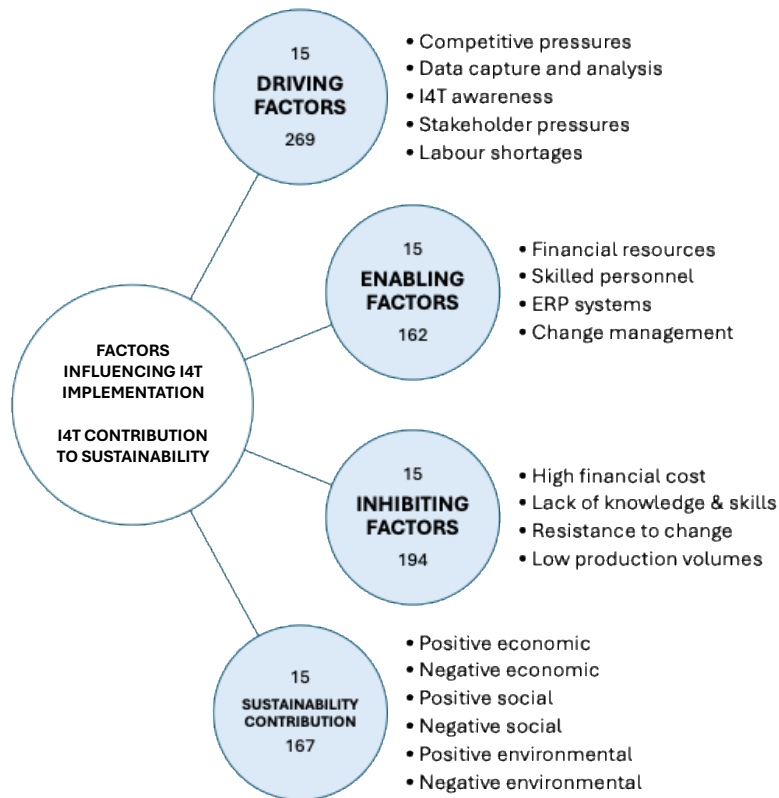 15
DRIVING
FACTORS
269
• Competitive pressures
• Data capture and analysis
• I4T awareness
• Stakeholder pressures
• Labour shortages
15
ENABLING
FACTORS
162
• Financial resources
• Skilled personnel
• ERP systems
• Change management
FACTORS
INFLUENCING I4T
IMPLEMENTATION
I4T CONTRIBUTION
TO SUSTAINABILITY
15
INHIBITING
FACTORS
194
• High financial cost
• Lack of knowledge & skills
• Resistance to change
• Low production volumes
15
SUSTAINABILITY
CONTRIBUTION
167
• Positive economic
• Negative economic
• Positive social
• Negative social
• Positive environmental
• Negative environmental